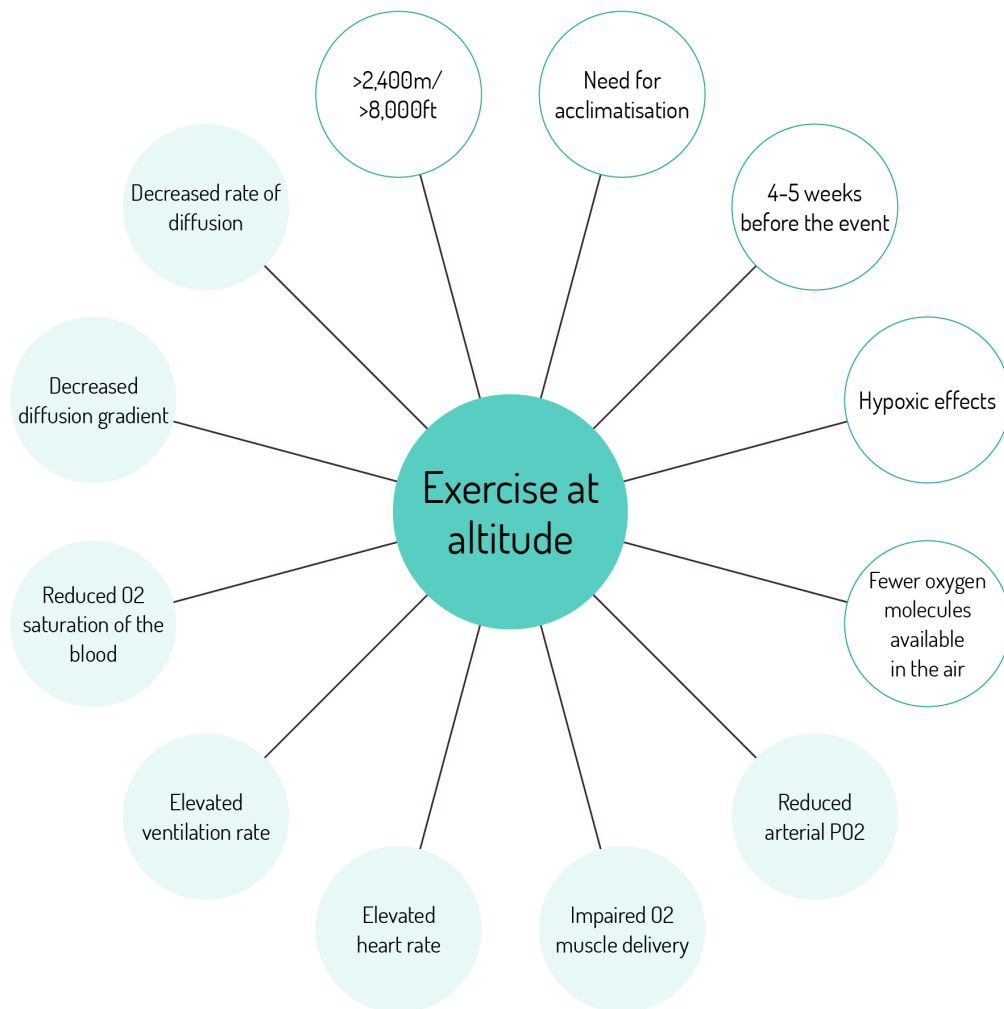 >2,400m/
>8,000ft
Need for
acclimatisation
4-5 weeks
before the event
Hypoxic effects
Fewer oxygen
molecules
available
in the air
Reduced
arterial PO2
Impaired O2
muscle delivery
Elevated
heart rate
Elevated
ventilation rate
Reduced O2
saturation of the
blood
Decreased
diffusion gradient
Decreased rate of
diffusion
Exercise at
altitude